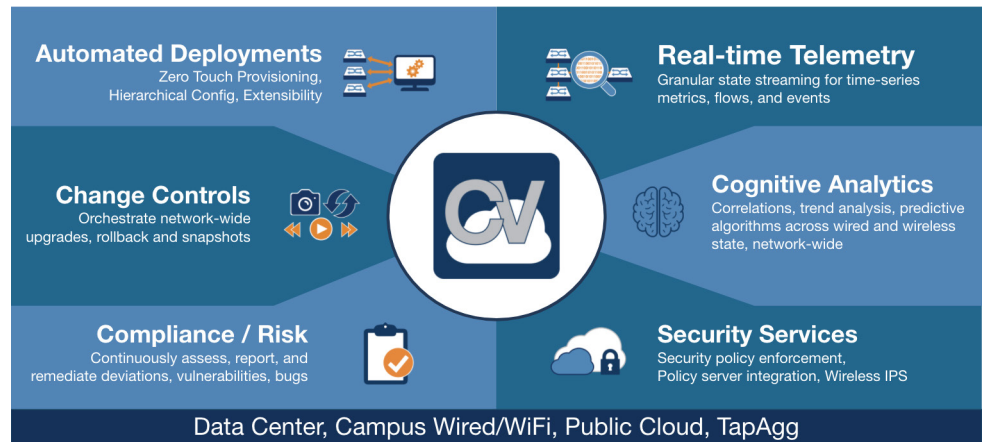 Automated Deployments
Zero Touch Provisioning,
Hierarchical Config, Extensibility
Real-time Telemetry
Granular state streaming for time-series
metrics, flows, and events
Change Controls
Orchestrate network-wide
upgrades, rollback and snapshots
CV
Cognitive Analytics
Correlations, trend analysis, predictive
algorithms across wired and wireless
state, network-wide
Compliance / Risk
Continuously assess, report, and
remediate deviations, vulnerabilities, bugs
Security Services
Security policy enforcement,
Policy server integration, Wireless IPS
Data Center, Campus Wired/WiFi, Public Cloud, TapAgg